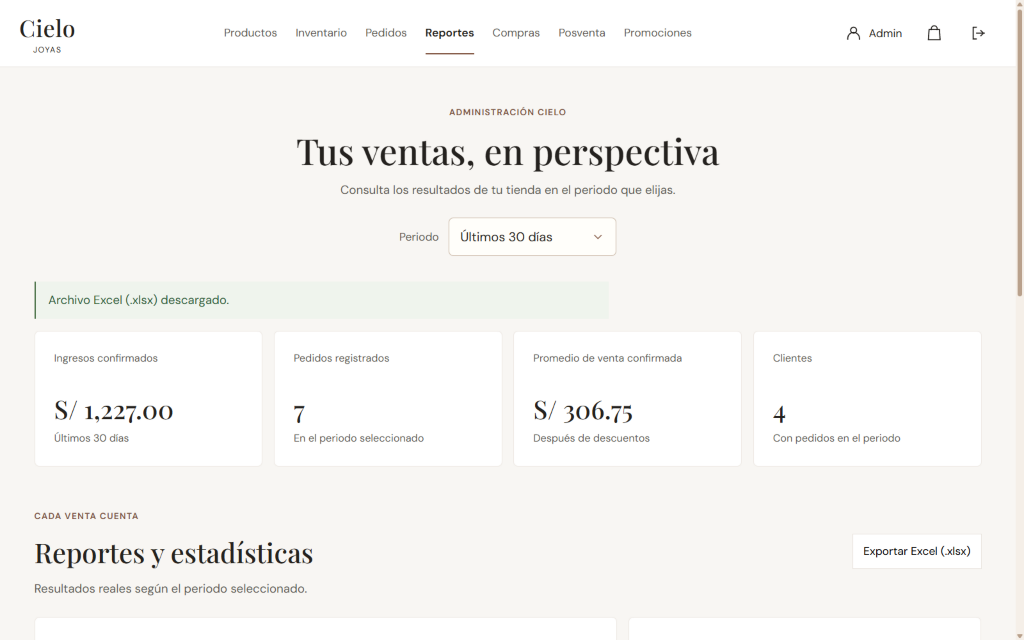 Cielo
JOYAS
Productos Inventario Pedidos Reportes Compras Posventa Promociones
Admin
ADMINISTRACIÓN CIELO
Tus ventas, en perspectiva
Consulta los resultados de tu tienda en el periodo que elijas.
Periodo Últimos 30 días
Archivo Excel (.xlsx) descargado.
Ingresos confirmados
S/ 1,227.00
Últimos 30 días
Pedidos registrados
7
En el periodo seleccionado
Promedio de venta confirmada
S/ 306.75
Después de descuentos
Clientes
4
Con pedidos en el periodo
CADA VENTA CUENTA
Reportes y estadísticas
Exportar Excel (.xlsx)
Resultados reales según el periodo seleccionado.